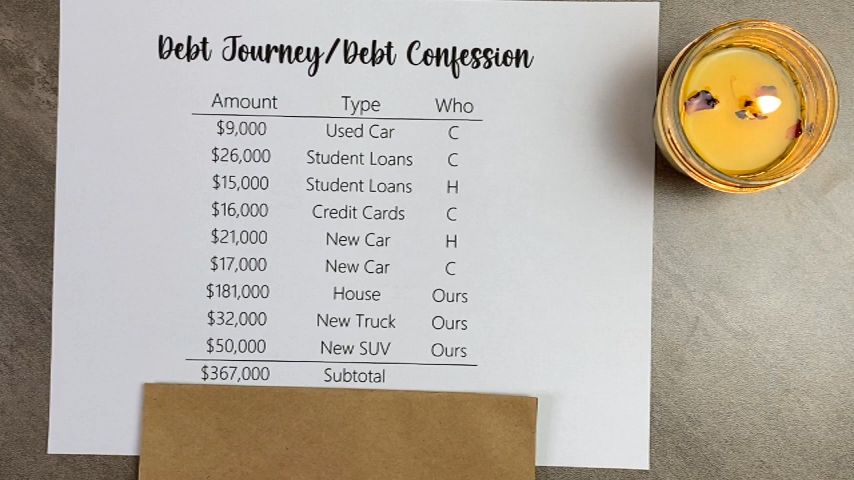 Debt Journey/Debt Confession
Amount Type Who
$9,000 Used Car C
$26,000 Student Loans C
$15,000 Student Loans H
$16,000 Credit Cards C
$21,000 New Car H
$17,000 New Car C
$181,000 House Ours
$32,000 New Truck Ours
$50,000 New SUV Ours
$367,000 Subtotal